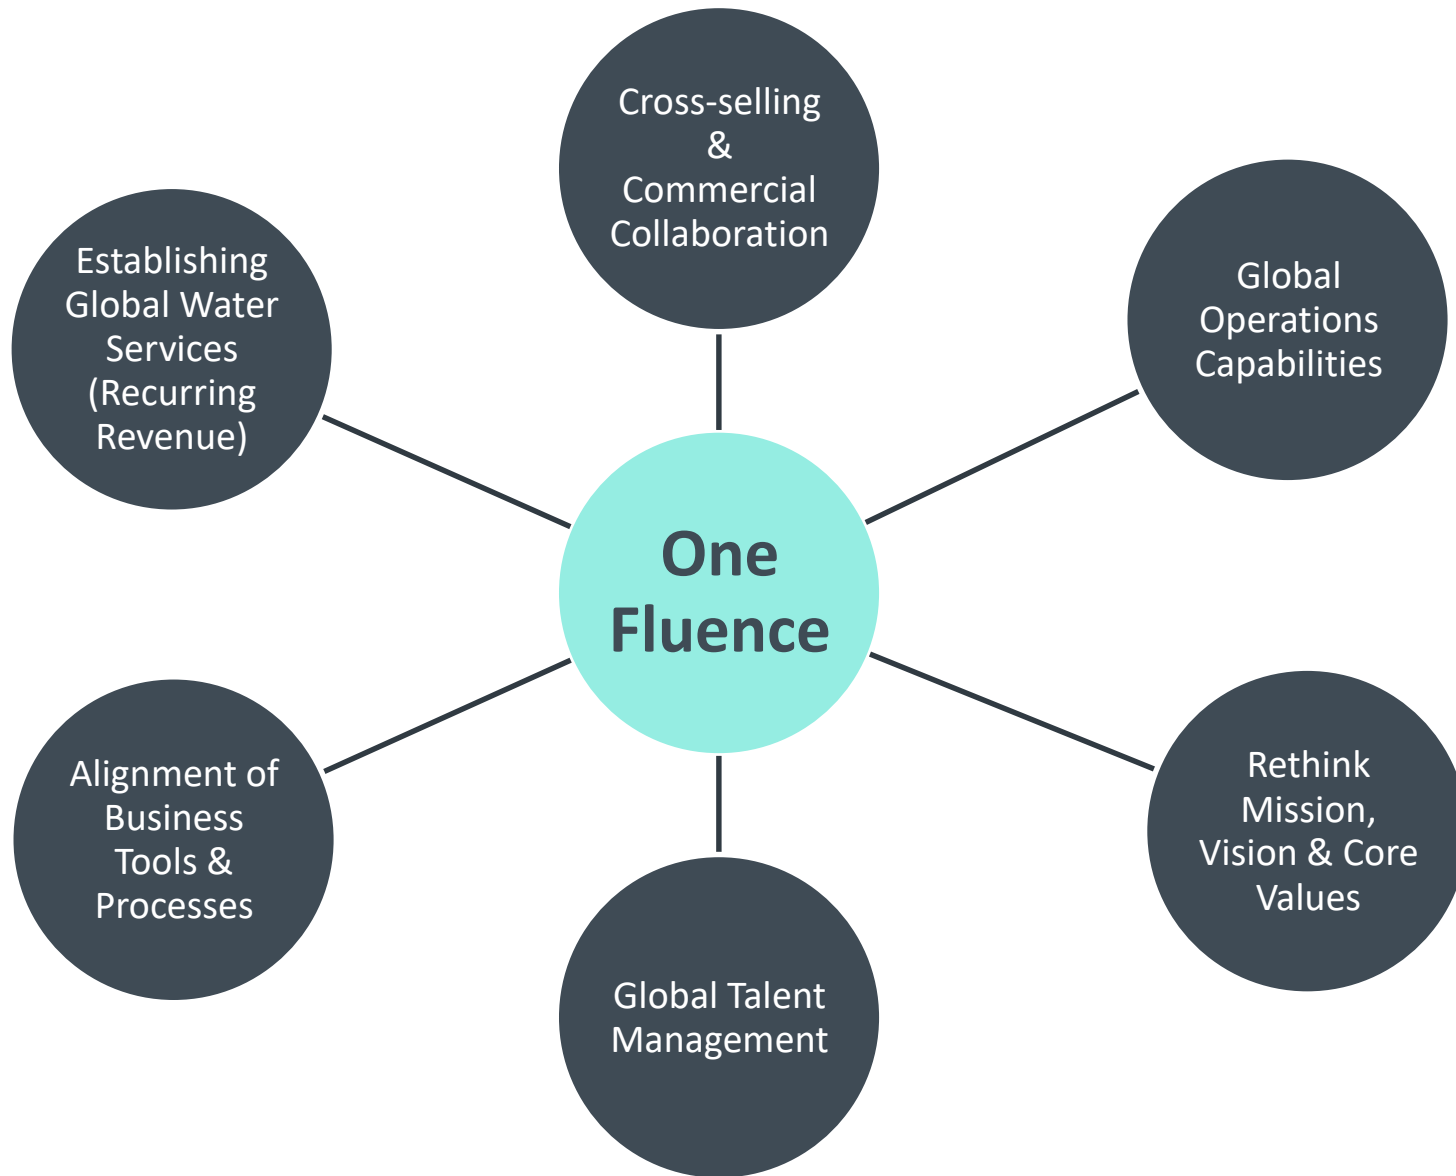 Cross-selling
&
Commercial
Collaboration
Global
Operations
Capabilities
Rethink
Mission,
Vision & Core
Values
Global Talent
Management
Alignment of
Business
Tools &
Processes
Establishing
Global Water
Services
(Recurring
Revenue)
One
Fluence